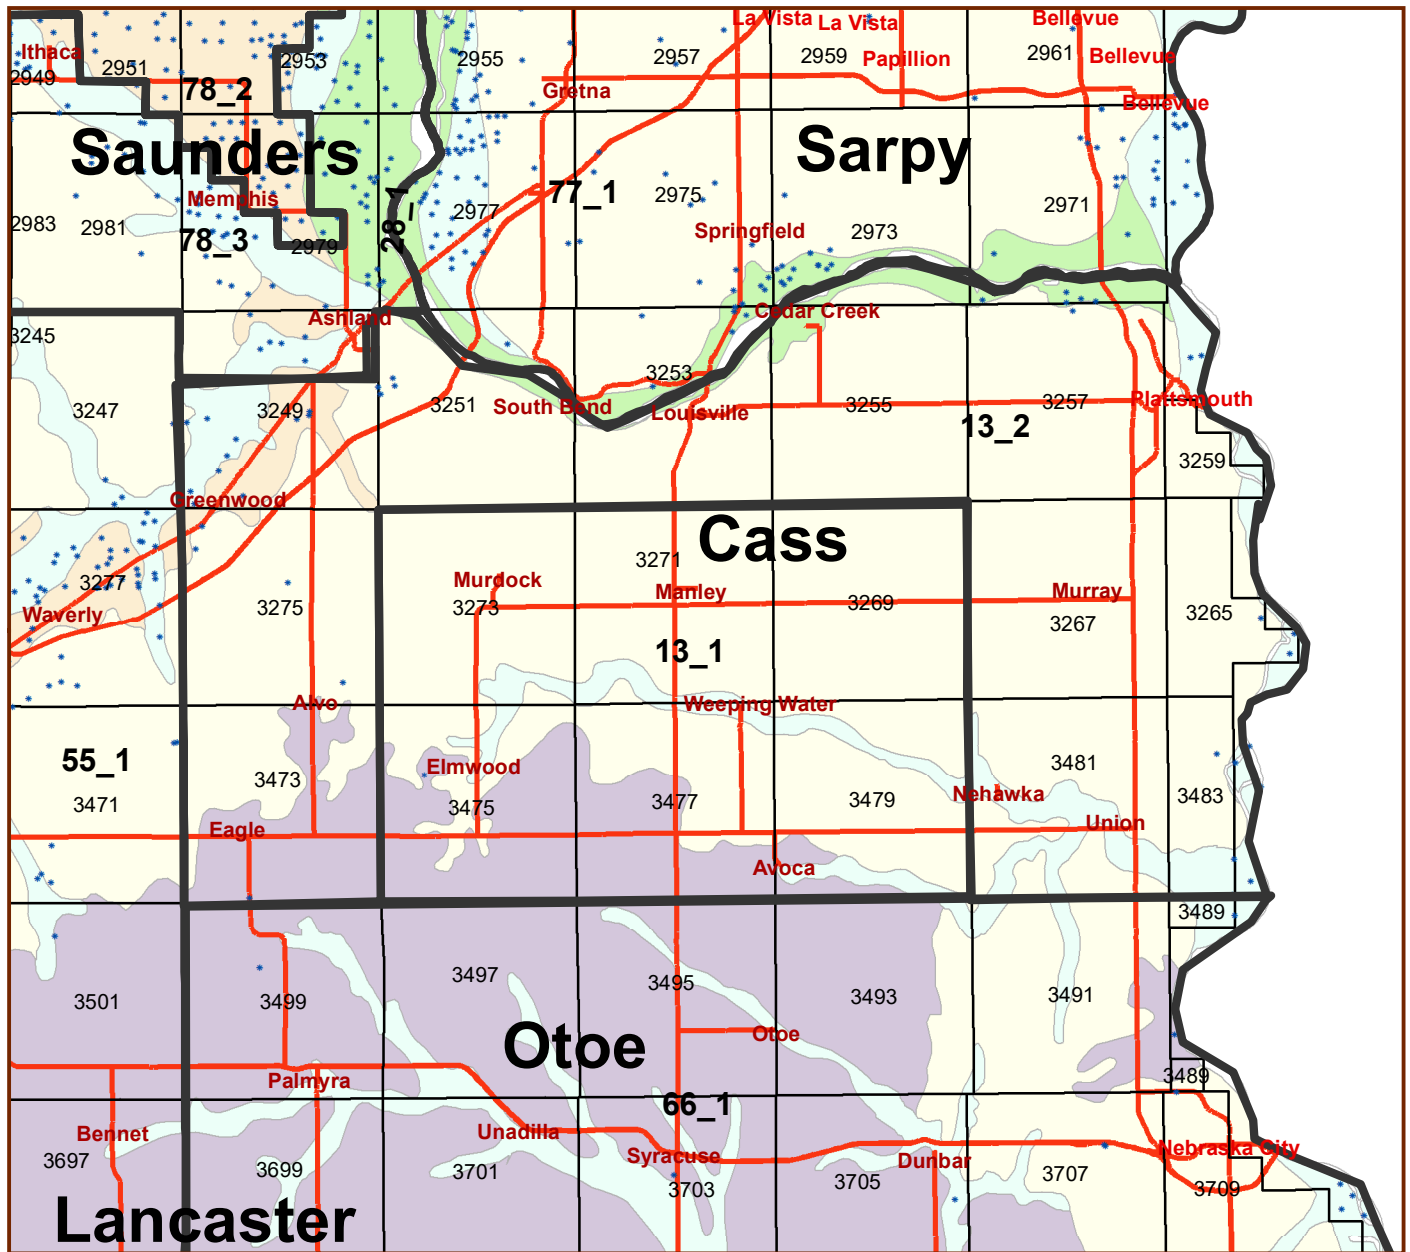 La Vista
La Vista
Bellevue
Ithaca
2949
2951
2953
2955
2957
2959
Papillion
2961
Bellevue
78_2
Gretna
Bellevue
Saunders
Sarpy
Memphis
77_1
2975
2971
2983
2981
78_3
2979
28_1
2977
Springfield
2973
Ashland
Cedar Creek
3245
3253
3247
3249
3251
South Bend
Louisville
3255
3257
Plattsmouth
13_2
3259
Greenwood
Cass
3271
3277
Murdock
Manley
Murray
Waverly
3275
3273
3269
3267
3265
13_1
Alvo
Weeping Water
55_1
Elmwood
3481
3473
3471
3475
3477
3479
Nehawka
3483
Eagle
Union
Avoca
3489
3497
3495
3493
3491
3501
3499
Otoe
Otoe
Palmyra
3489
66_1
Bennet
Unadilla
Syracuse
Nebraska City
3697
3699
3701
3703
3705
Dunbar
3707
3709
Lancaster